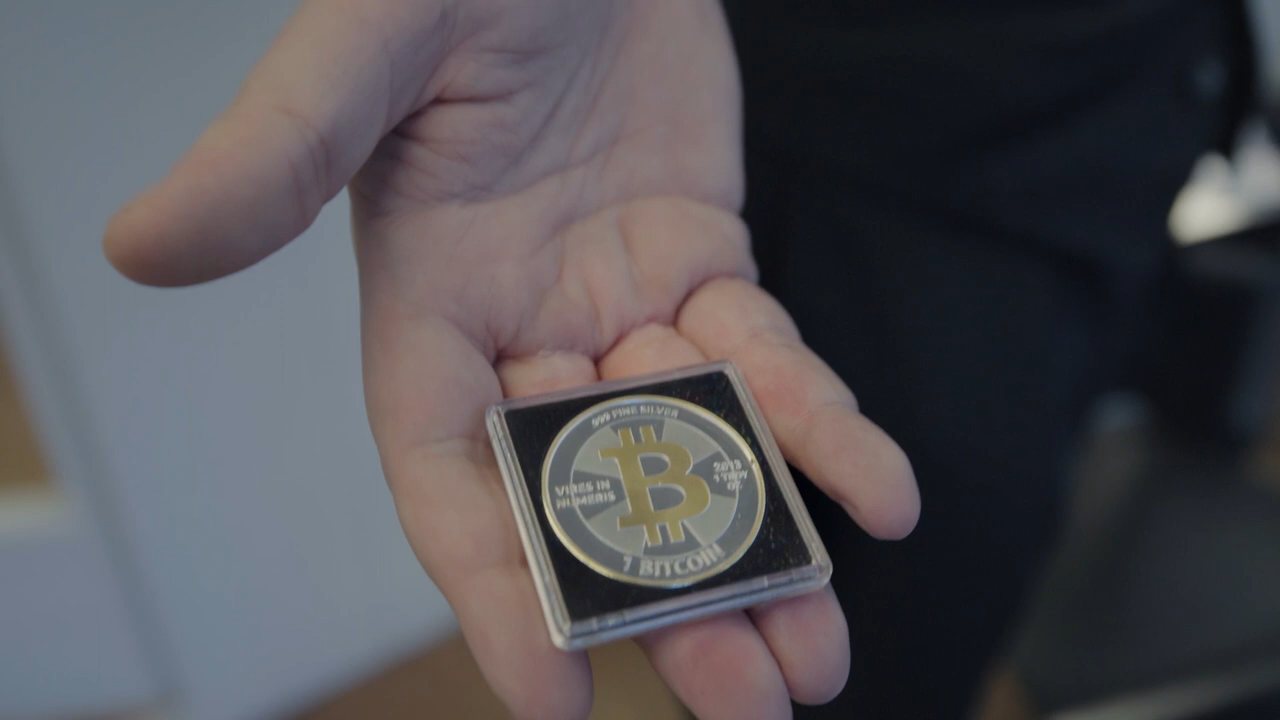 999 FINE SILVER
VIRES IN
NUMERIS
2013
1 TROY
OZ
1 BITCOIN